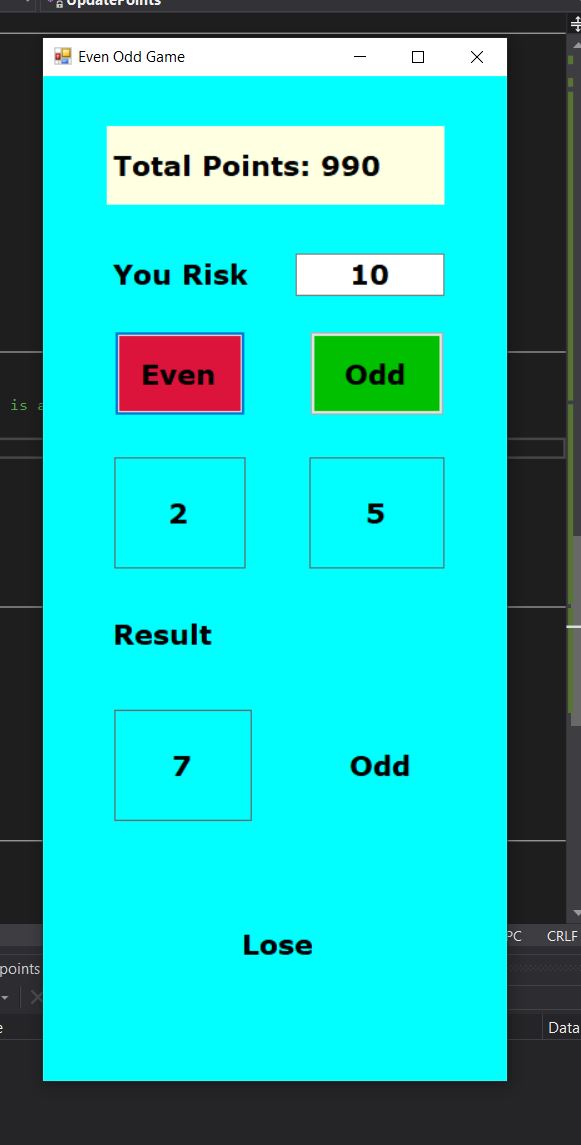 UpdatePoints
Even Odd Game
Total Points: 990
You Risk 10
Even Odd
is a
2 5
Result
7 Odd
Lose
PC CRLF
points
e Data